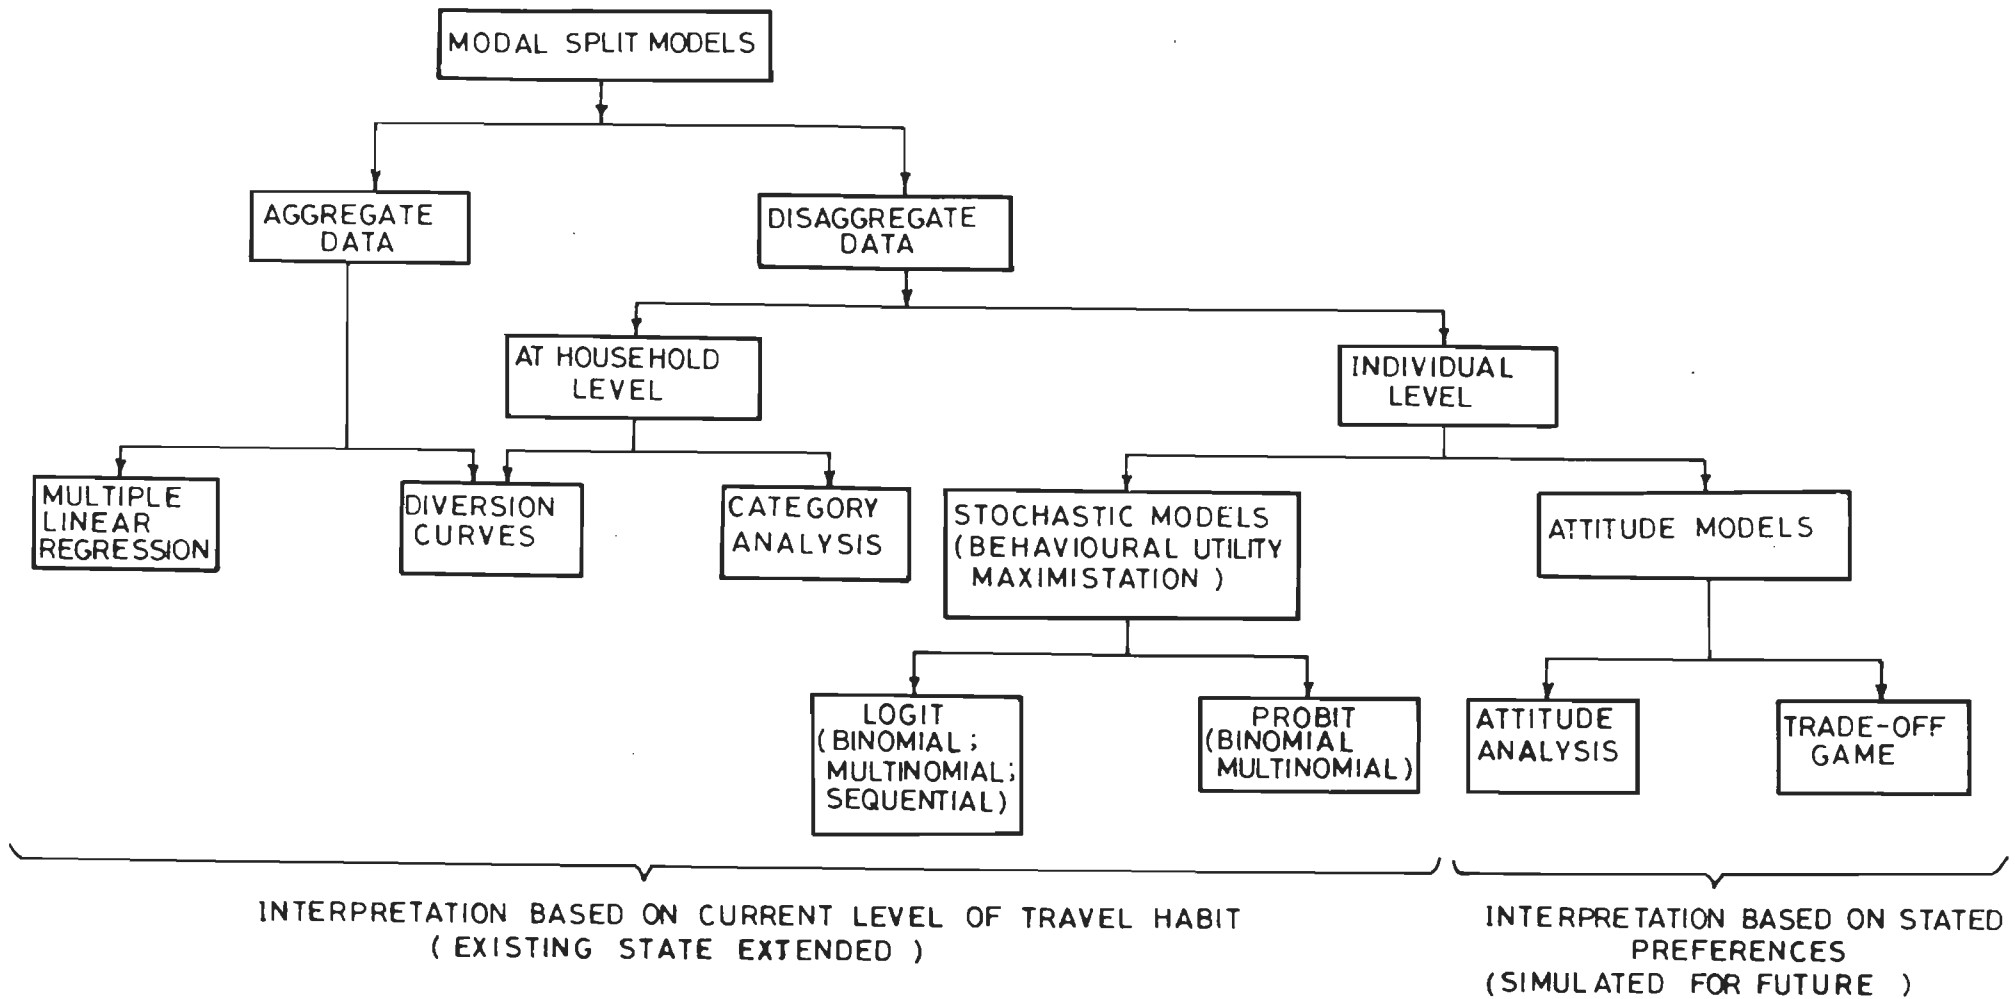 MODAL SPLIT MODELS
AGGREGATE
DATA
DISAGGREGATE
DATA
AT HOUSEHOLD
LEVEL
INDIVIDUAL
LEVEL
MULTIPLE
LINEAR
REGRESSION
DIVERSION
CURVES
CATEGORY
ANALYSIS
STOCHASTIC MODELS
(BEHAVIOURAL UTILITY
MAXIMISTATION )
ATTITUDE MODELS
LOGIT
(BINOMIAL;
MULTINOMIAL;
SEQUENTIAL)
PROBIT
(BINOMIAL
MULTINOMIAL)
ATTITUDE
ANALYSIS
TRADE-OFF
GAME
INTERPRETATION BASED ON CURRENT LEVEL OF TRAVEL HABIT
( EXISTING STATE EXTENDED )
INTERPRETATION BASED ON STATED
PREFERENCES
(SIMULATED FOR FUTURE )